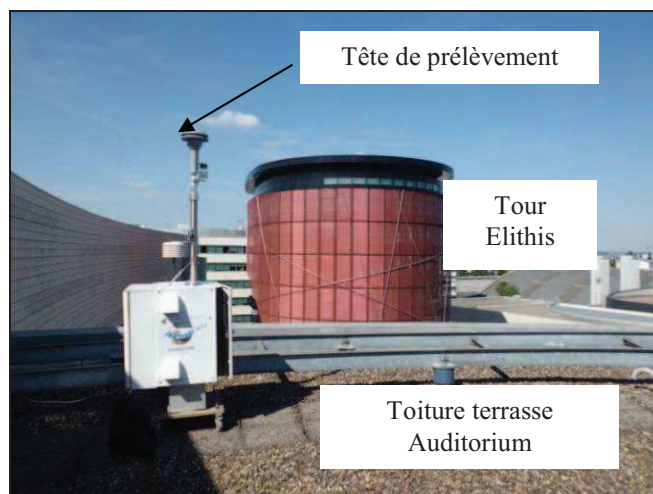 Tête de prélèvement
Tour
Elithis
Toiture terrasse
Auditorium